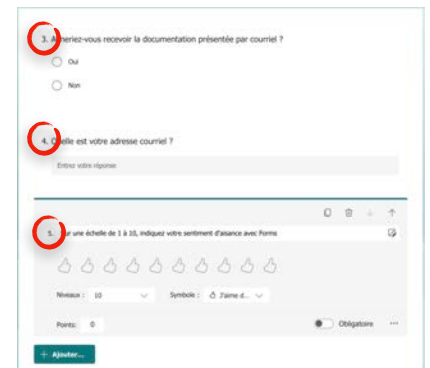 3. Aimeriez-vous recevoir la documentation présentée par courriel ?
Oui
Non
4. Quelle est votre adresse courriel ?
Entrez votre réponse
5. Sur une échelle de 1 à 10, indiquez votre sentiment d'aisance avec Forms
Niveaux : 10 Symbole : J'aime d...
Points: 0 Obligatoire ...
+ Ajouter...